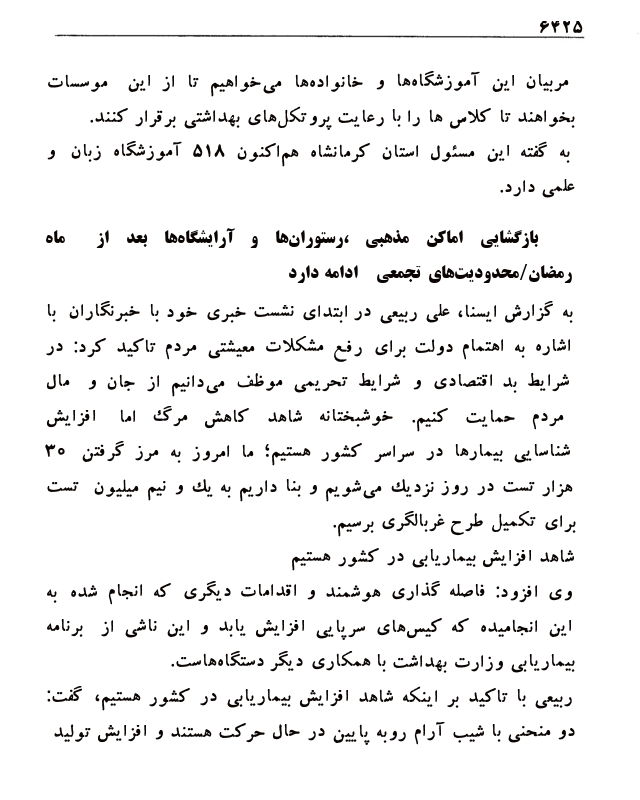 ۶۴۲۵
مربیان این آموزشگاه‌ها و خانواده‌ها می‌خواهیم تا از این موسسات
بخواهند تا کلاس ها را با رعایت پروتکل‌های بهداشتی برقرار کنند.
به گفته این مسئول استان کرمانشاه هم‌اکنون ۵۱۸ آموزشگاه زبان و
علمی دارد.
بازگشایی اماکن مذهبی ،رستوران‌ها و آرایشگاه‌ها بعد از ماه
رمضان/محدودیت‌های تجمعی ادامه دارد
به گزارش ایسنا، علی ربیعی در ابتدای نشست خبری خود با خبرنگاران با
اشاره به اهتمام دولت برای رفع مشکلات معیشتی مردم تاکید کرد: در
شرایط بد اقتصادی و شرایط تحریمی موظف می‌دانیم از جان و مال
مردم حمایت کنیم. خوشبختانه شاهد کاهش مرگ اما افزایش
شناسایی بیمارها در سراسر کشور هستیم؛ ما امروز به مرز گرفتن ۳۰
هزار تست در روز نزدیک می‌شویم و بنا داریم به یک و نیم میلیون تست
برای تکمیل طرح غربالگری برسیم.
شاهد افزایش بیماریابی در کشور هستیم
وی افزود: فاصله گذاری هوشمند و اقدامات دیگری که انجام شده به
این انجامیده که کیس‌های سرپایی افزایش یابد و این ناشی از برنامه
بیماریابی وزارت بهداشت با همکاری دیگر دستگاه‌هاست.
ربیعی با تاکید بر اینکه شاهد افزایش بیماریابی در کشور هستیم، گفت:
دو منحنی با شیب آرام روبه پایین در حال حرکت هستند و افزایش تولید